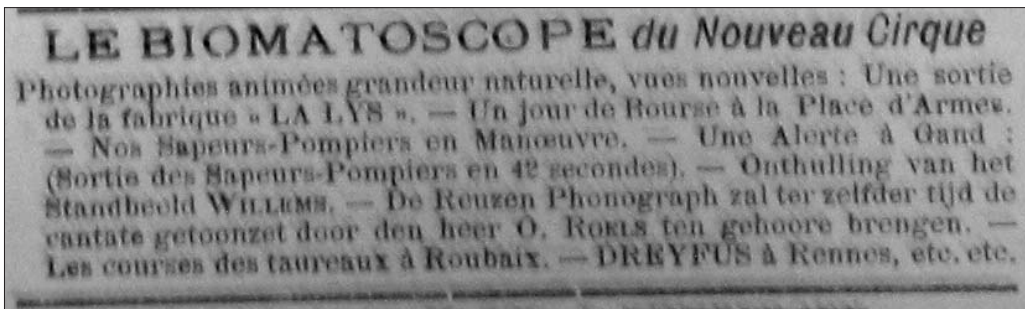 LE BIOMATOSCOPE du Nouveau Cirque
Photographies animées grandeur naturelle, vues nouvelles : Une sortie
de la fabrique « LA LYS ». — Un jour de Bourse à la Place d'Armes.
— Nos Sapeurs-Pompiers en Manœuvre. — Une Alerte à Gand :
(Sortie des Sapeurs-Pompiers en 42 secondes). — Onthulling van het
Standbeeld WILLEMS. — De Reuzen Phonograph zal ter zelfder tijd de
cantate getoonzet door den heer O. ROELS ten gehoore brengen. —
Les courses des taureaux à Roubaix. — DREYFUS à Rennes, etc. etc.